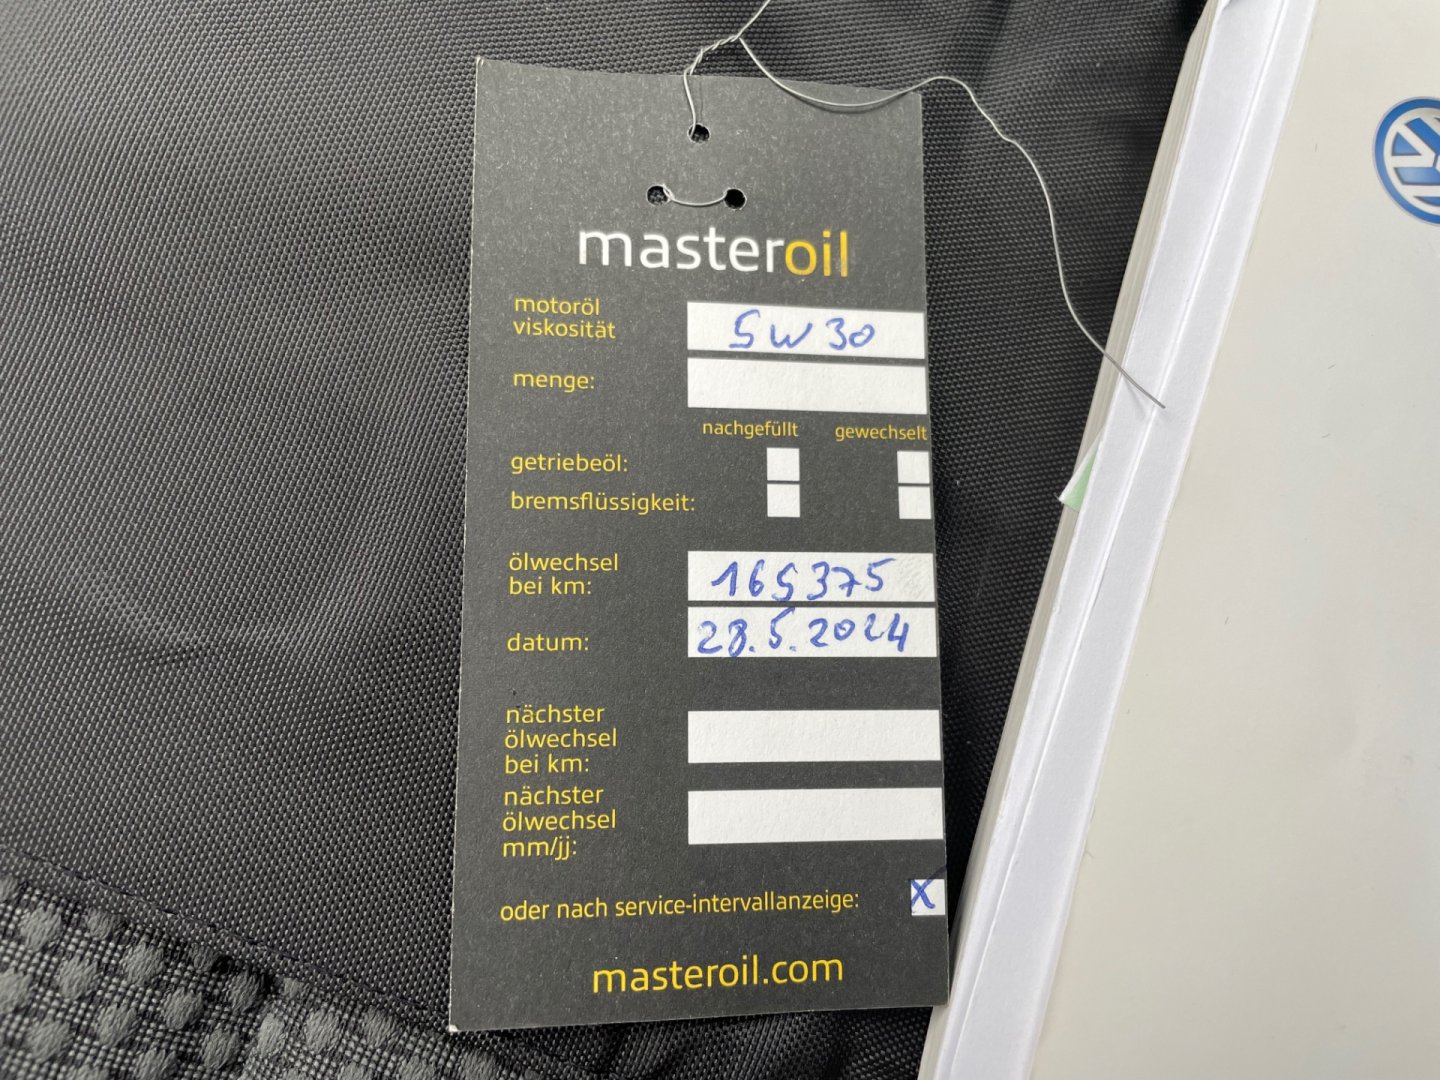 masteroil
motoröl
viskosität
5W30
menge:
nachgefüllt gewechselt
getriebeöl:
bremsflüssigkeit:
ölwechsel
bei km:
165375
datum:
28.5.2024
nächster
ölwechsel
bei km:
nächster
ölwechsel
mm/jj:
oder nach service-intervallanzeige: X
masteroil.com